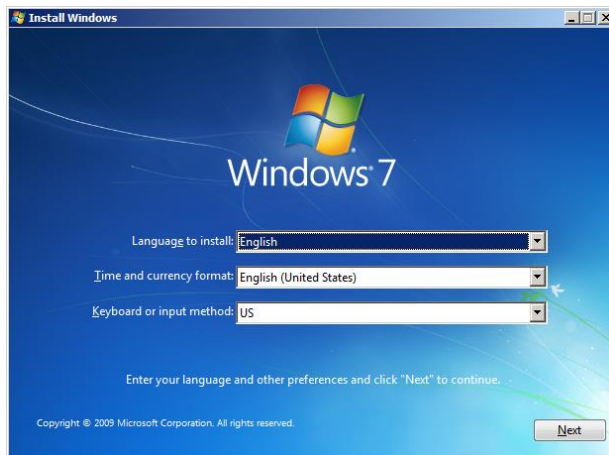 Install Windows
Windows 7
Language to install: English
Time and currency format: English (United States)
Keyboard or input method: US
Enter your language and other preferences and click "Next" to continue.
Copyright © 2009 Microsoft Corporation. All rights reserved.
Next